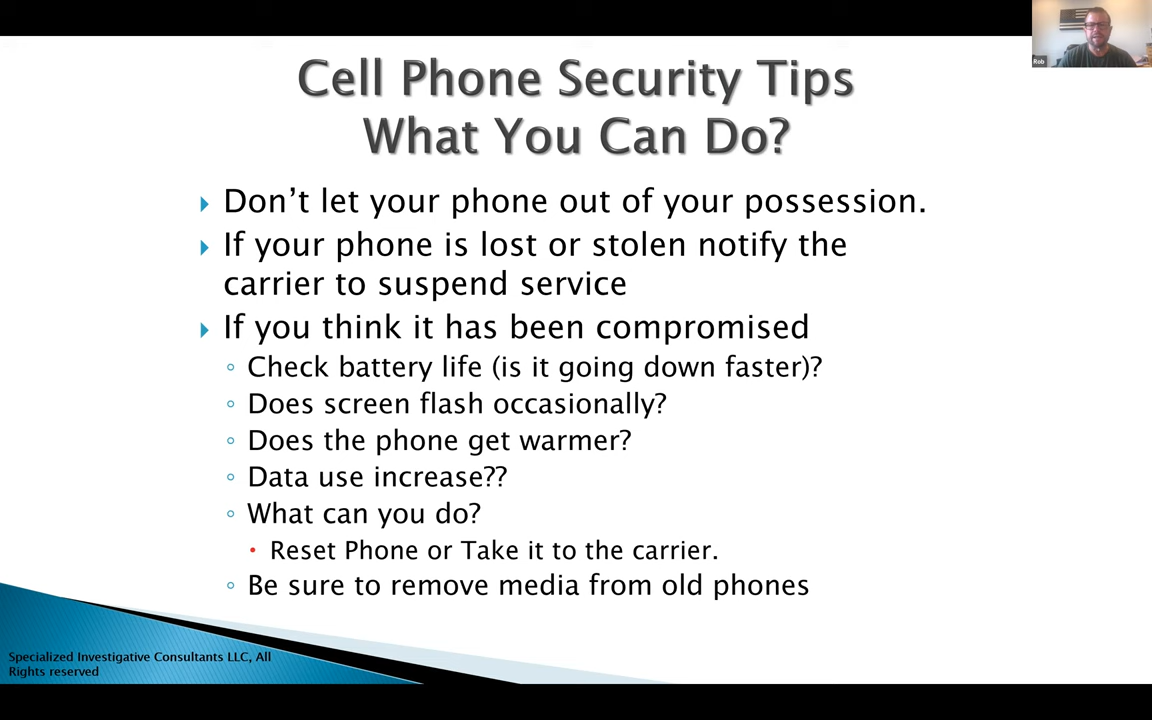 Rob
Cell Phone Security Tips
What You Can Do?
Don’t let your phone out of your possession.
If your phone is lost or stolen notify the
carrier to suspend service
If you think it has been compromised
Check battery life (is it going down faster)?
Does screen flash occasionally?
Does the phone get warmer?
Data use increase??
What can you do?
Reset Phone or Take it to the carrier.
Be sure to remove media from old phones
Specialized Investigative Consultants LLC, All
Rights reserved